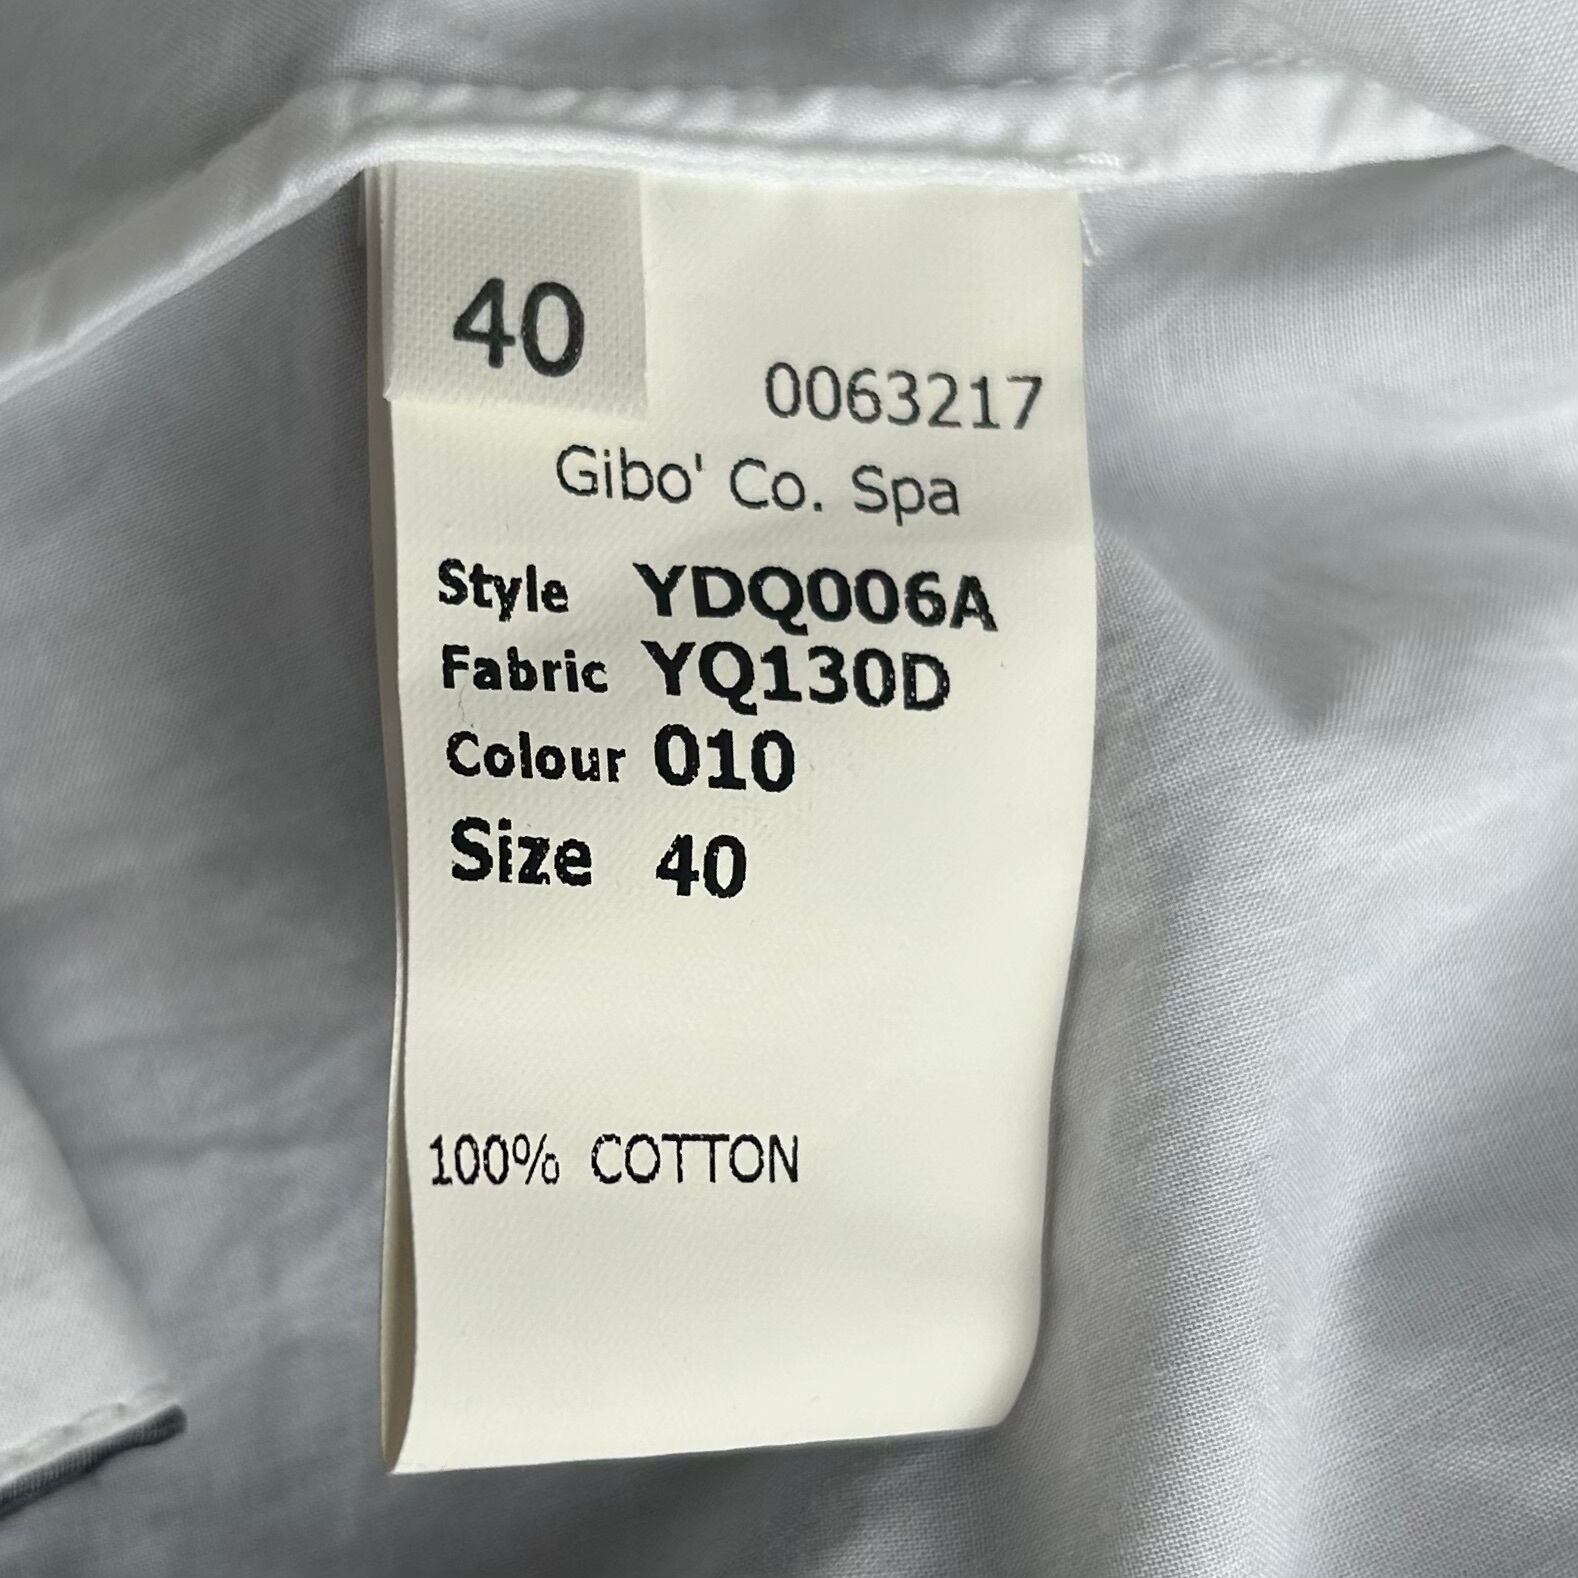 40
0063217
Gibo' Co. Spa
Style YDQ006A
Fabric YQ130D
Colour 010
Size 40
100% COTTON